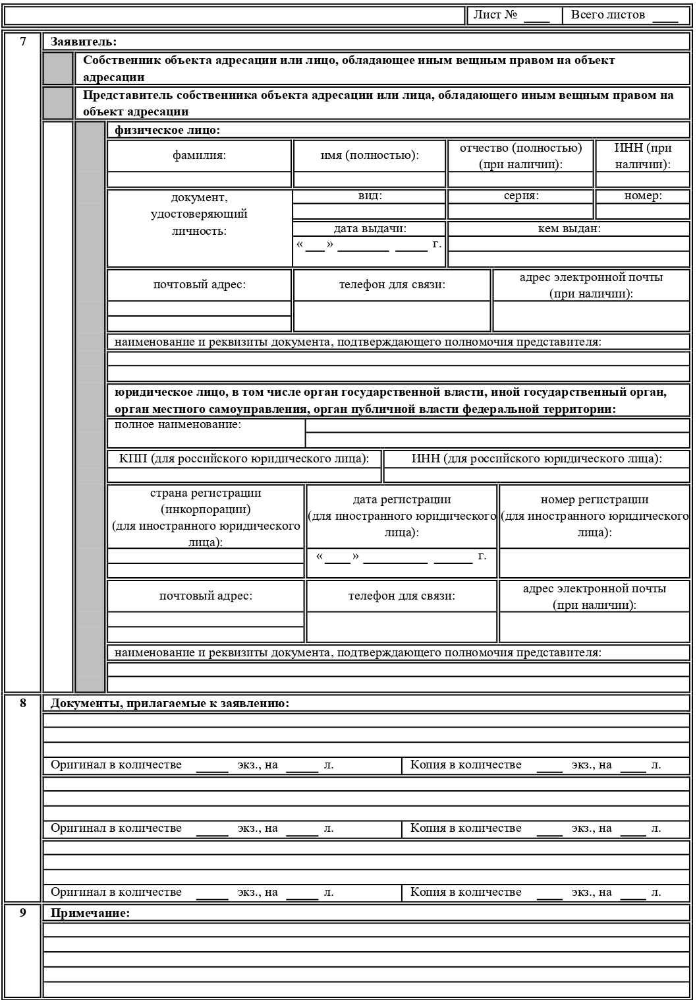 Лист № ____ Всего листов ____
7 Заявитель:
Собственник объекта адресации или лицо, обладающее иным вещным правом на объект
адресации
Представитель собственника объекта адресации или лица, обладающего иным вещным правом на
объект адресации
физическое лицо:
фамилия: имя (полностью): отчество (полностью) (при наличии): ИНН (при наличии):
документ,
удостоверяющий
личность:
вид: серия: номер:
дата выдачи: кем выдан:
« ___ » ________ _____ г.
почтовый адрес: телефон для связи: адрес электронной почты
(при наличии):
наименование и реквизиты документа, подтверждающего полномочия представителя:
юридическое лицо, в том числе орган государственной власти, иной государственный орган,
орган местного самоуправления, орган публичной власти федеральной территории:
полное наименование:
КПП (для российского юридического лица): ИНН (для российского юридического лица):
страна регистрации
(инкорпорации)
(для иностранного юридического
лица):
дата регистрации
(для иностранного юридического
лица):
номер регистрации
(для иностранного юридического
лица):
« ____ » __________ ______ г.
почтовый адрес: телефон для связи: адрес электронной почты
(при наличии):
наименование и реквизиты документа, подтверждающего полномочия представителя:
8 Документы, прилагаемые к заявлению:
Оригинал в количестве _____ экз., на _____ л. Копия в количестве ____ экз., на ____ л.
Оригинал в количестве _____ экз., на _____ л. Копия в количестве ____ экз., на ____ л.
Оригинал в количестве _____ экз., на _____ л. Копия в количестве ____ экз., на ____ л.
9 Примечание: